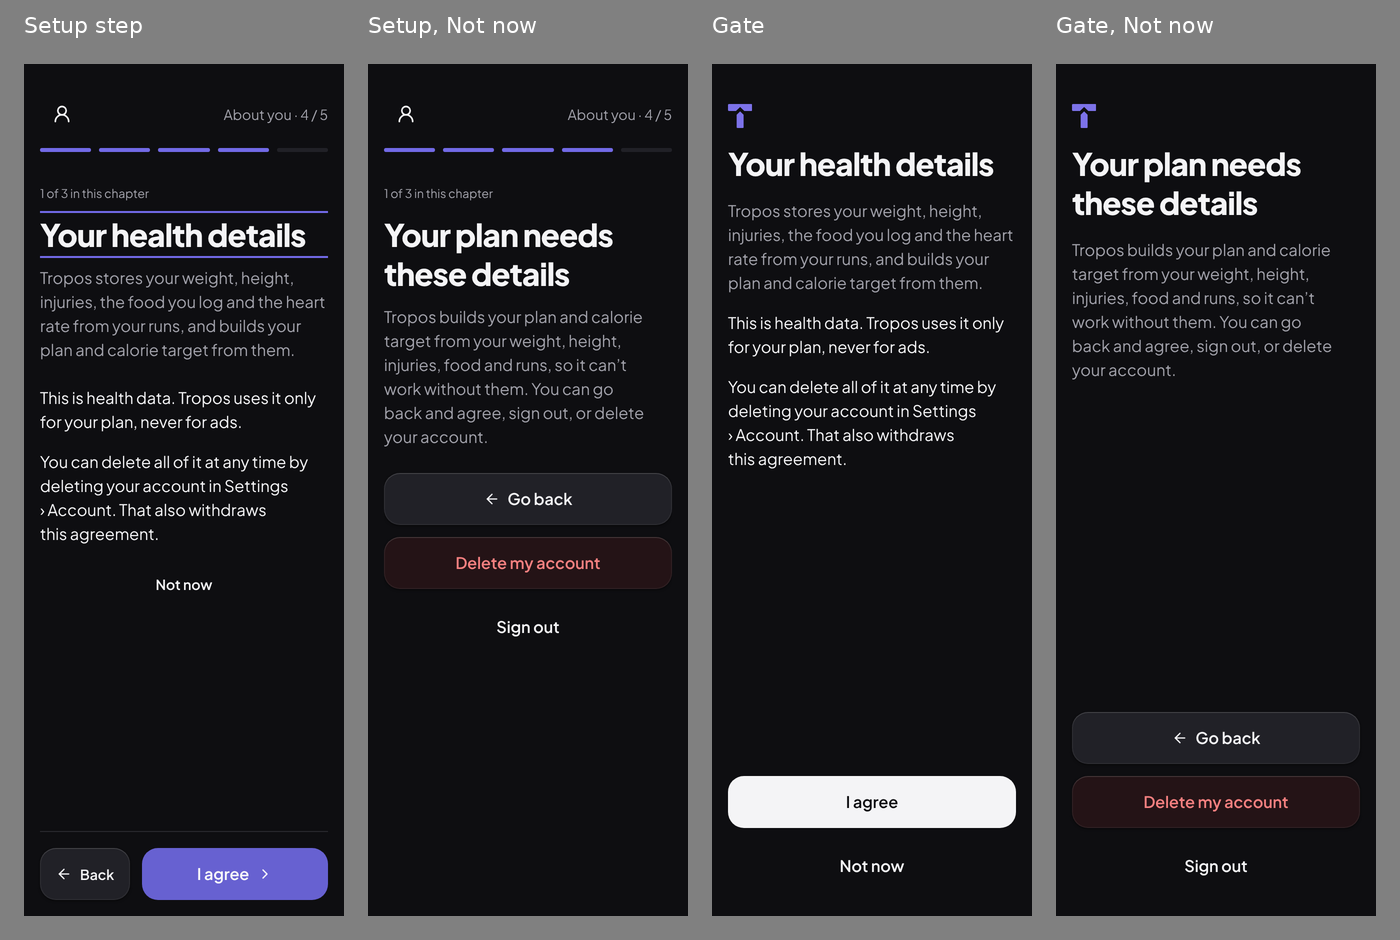 Setup step
About you · 4 / 5
1 of 3 in this chapter
Your health details
Tropos stores your weight, height,
injuries, the food you log and the heart
rate from your runs, and builds your
plan and calorie target from them.
This is health data. Tropos uses it only
for your plan, never for ads.
You can delete all of it at any time by
deleting your account in Settings
› Account. That also withdraws
this agreement.
Not now
← Back
I agree ›
Setup, Not now
About you · 4 / 5
1 of 3 in this chapter
Your plan needs
these details
Tropos builds your plan and calorie
target from your weight, height,
injuries, food and runs, so it can’t
work without them. You can go
back and agree, sign out, or delete
your account.
← Go back
Delete my account
Sign out
Gate
Your health details
Tropos stores your weight, height,
injuries, the food you log and the heart
rate from your runs, and builds your
plan and calorie target from them.
This is health data. Tropos uses it only
for your plan, never for ads.
You can delete all of it at any time by
deleting your account in Settings
› Account. That also withdraws
this agreement.
I agree
Not now
Gate, Not now
Your plan needs
these details
Tropos builds your plan and calorie
target from your weight, height,
injuries, food and runs, so it can’t
work without them. You can go
back and agree, sign out, or delete
your account.
← Go back
Delete my account
Sign out